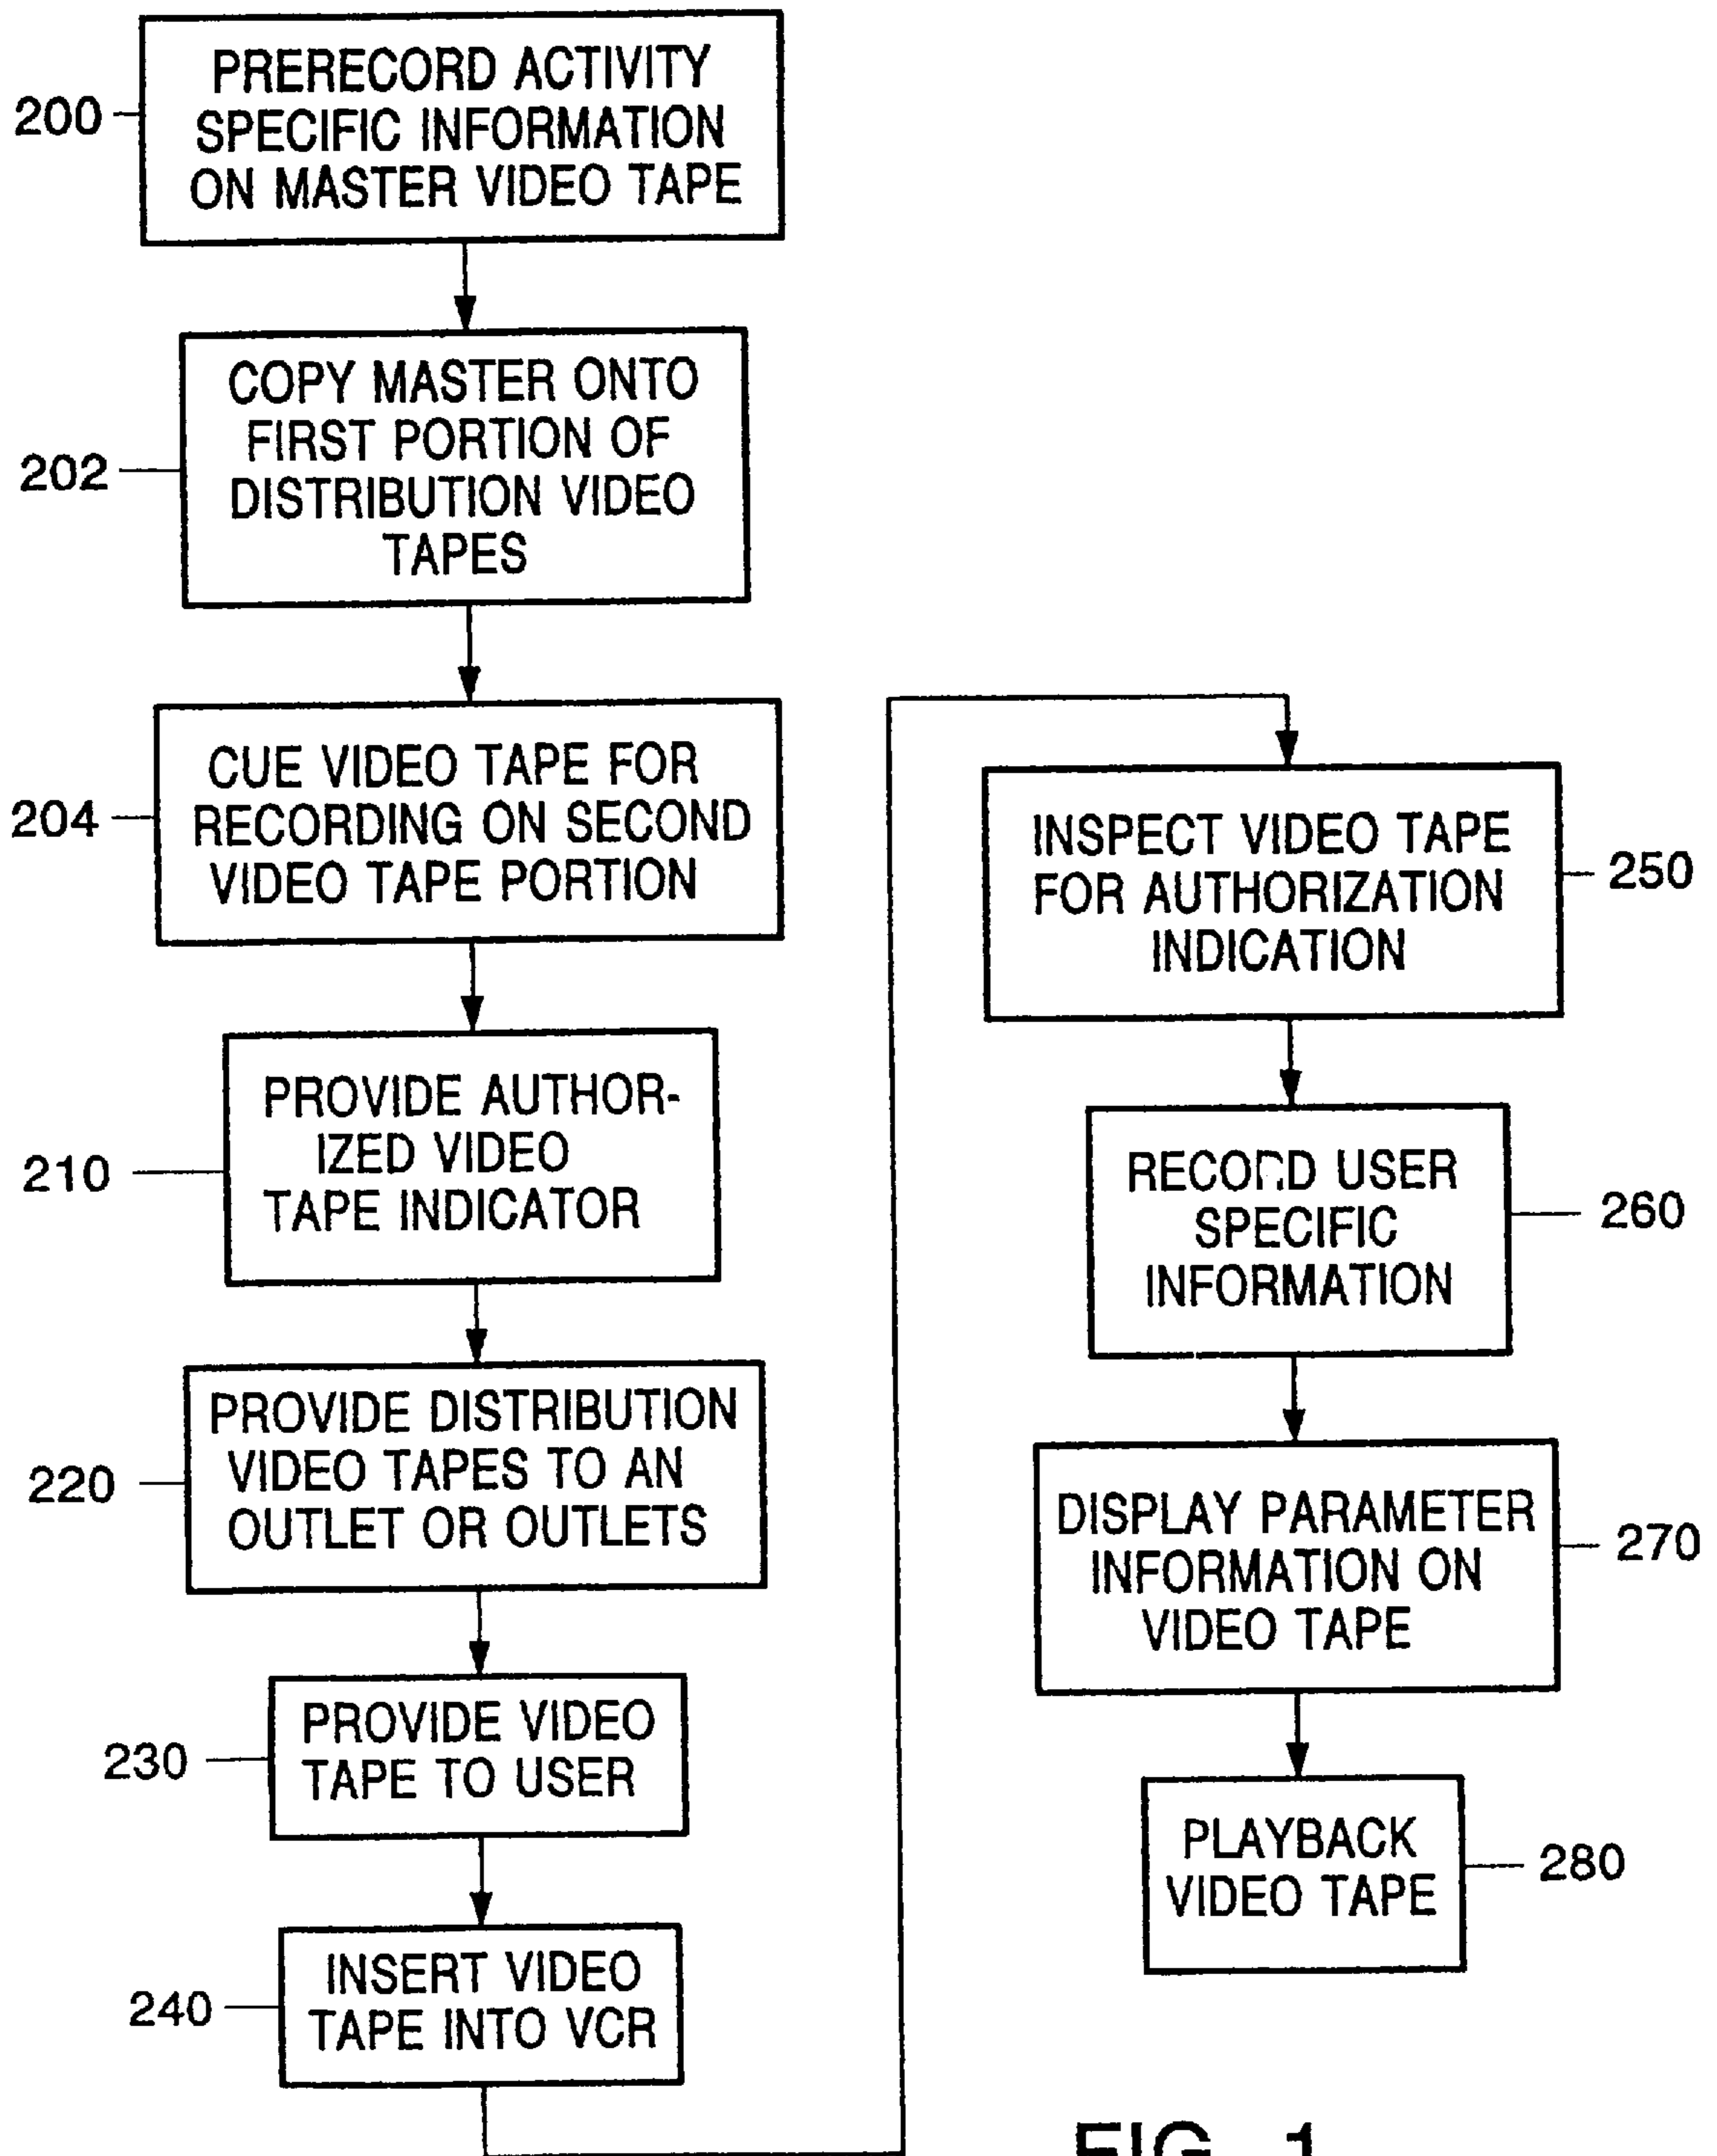 200
PRERECORD ACTIVITY
SPECIFIC INFORMATION
ON MASTER VIDEO TAPE
202
COPY MASTER ONTO
FIRST PORTION OF
DISTRIBUTION VIDEO
TAPES
204
CUE VIDEO TAPE FOR
RECORDING ON SECOND
VIDEO TAPE PORTION
210
PROVIDE AUTHOR-
IZED VIDEO
TAPE INDICATOR
220
PROVIDE DISTRIBUTION
VIDEO TAPES TO AN
OUTLET OR OUTLETS
230
PROVIDE VIDEO
TAPE TO USER
240
INSERT VIDEO
TAPE INTO VCR
INSPECT VIDEO TAPE
FOR AUTHORIZATION
INDICATION
250
RECORD USER
SPECIFIC
INFORMATION
260
DISPLAY PARAMETER
INFORMATION ON
VIDEO TAPE
270
PLAYBACK
VIDEO TAPE
280
FIG. 1